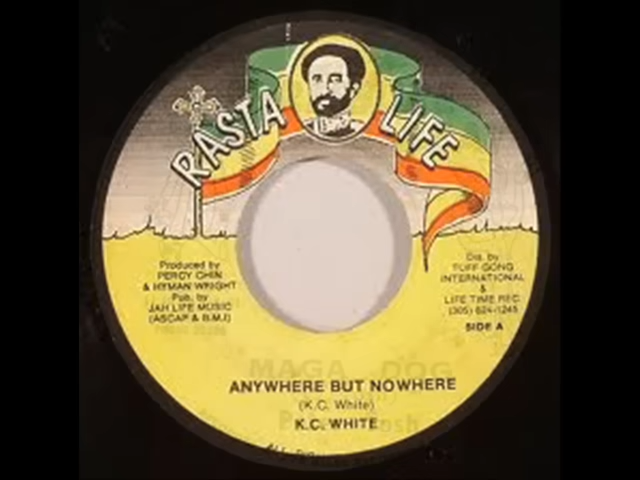 RASTA LIFE
Produced by
PERCY CHIN
& HYMAN WRIGHT
Pub. by
JAH LIFE MUSIC
(ASCAP & B.M.I)
Dis. by
TUFF GONG
INTERNATIONAL
&
LIFE TIME REC.
(305) 624-1245
SIDE A
MAGA DOG
ANYWHERE BUT NOWHERE
(K.C. White)
K.C. WHITE